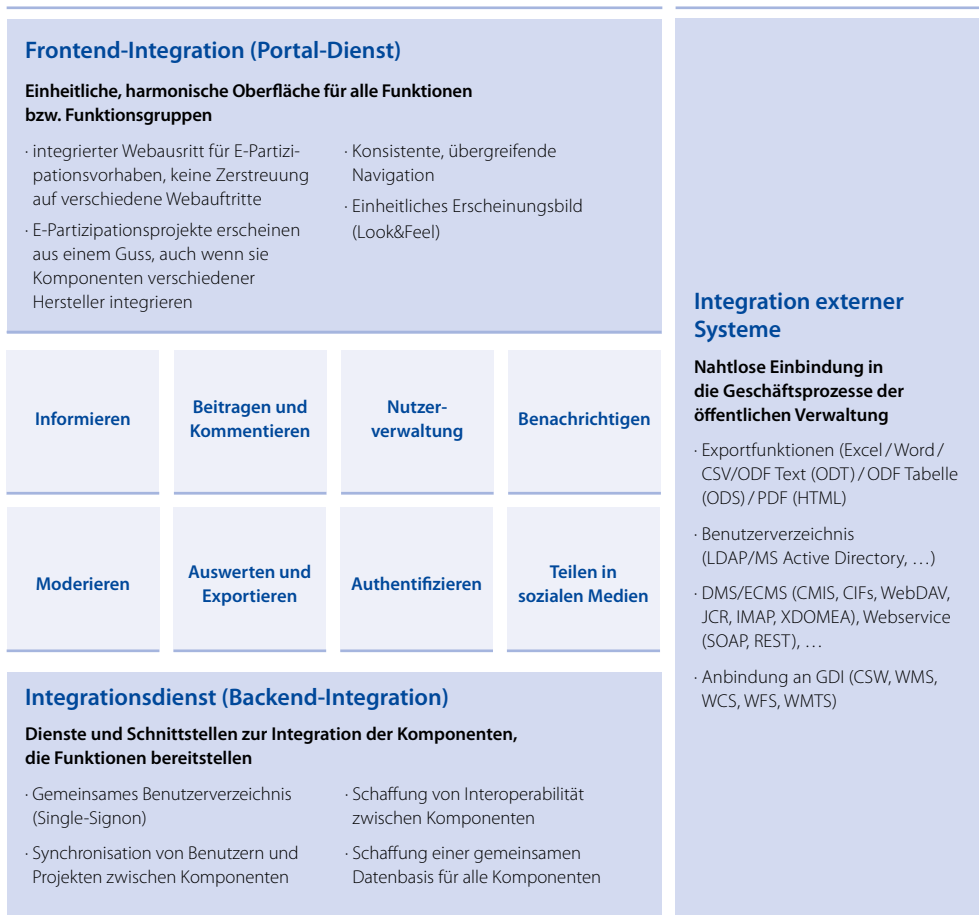 Frontend-Integration (Portal-Dienst)
Einheitliche, harmonische Oberfläche für alle Funktionen
bzw. Funktionsgruppen
· integrierter Webausritt für E-Partizi-
pationsvorhaben, keine Zerstreuung
auf verschiedene Webauftritte
· E-Partizipationsprojekte erscheinen
aus einem Guss, auch wenn sie
Komponenten verschiedener
Hersteller integrieren
· Konsistente, übergreifende
Navigation
· Einheitliches Erscheinungsbild
(Look&Feel)
Informieren
Beitragen und
Kommentieren
Nutzer-
verwaltung
Benachrichtigen
Moderieren
Auswerten und
Exportieren
Authentifizieren
Teilen in
sozialen Medien
Integrationsdienst (Backend-Integration)
Dienste und Schnittstellen zur Integration der Komponenten,
die Funktionen bereitstellen
· Gemeinsames Benutzerverzeichnis
(Single-Signon)
· Synchronisation von Benutzern und
Projekten zwischen Komponenten
· Schaffung von Interoperabilität
zwischen Komponenten
· Schaffung einer gemeinsamen
Datenbasis für alle Komponenten
Integration externer
Systeme
Nahtlose Einbindung in
die Geschäftsprozesse der
öffentlichen Verwaltung
· Exportfunktionen (Excel / Word /
CSV/ODF Text (ODT) / ODF Tabelle
(ODS) / PDF (HTML)
· Benutzerverzeichnis
(LDAP/MS Active Directory, …)
· DMS/ECMS (CMIS, CIFs, WebDAV,
JCR, IMAP, XDOMEA), Webservice
(SOAP, REST), …
· Anbindung an GDI (CSW, WMS,
WCS, WFS, WMTS)